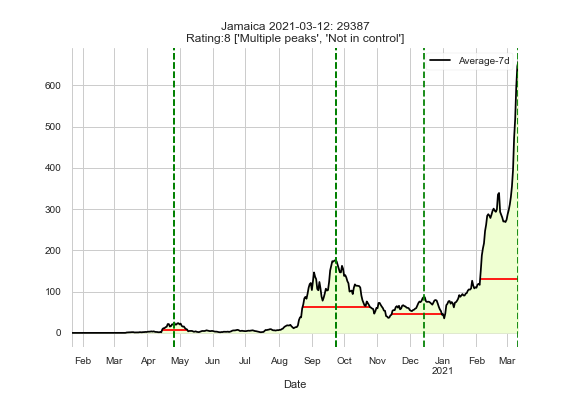 Jamaica 2021-03-12: 29387
Rating:8 ['Multiple peaks', 'Not in control']
Average-7d
600
500
400
300
200
100
0
Feb Mar Apr May Jun Jul Aug Sep Oct Nov Dec Jan Feb Mar
2021
Date